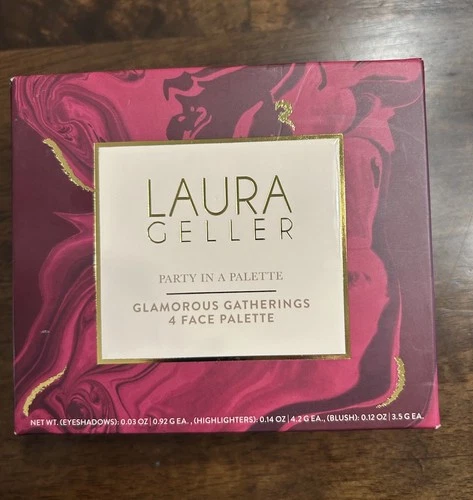 LAURA
GELLER
PARTY IN A PALETTE
GLAMOROUS GATHERINGS
4 FACE PALETTE
NET WT. (EYESHADOWS): 0.03 OZ | 0.92 G EA. , (HIGHLIGHTERS): 0.14 OZ | 4.2 G EA., (BLUSH): 0.12 OZ | 3.5 G EA.